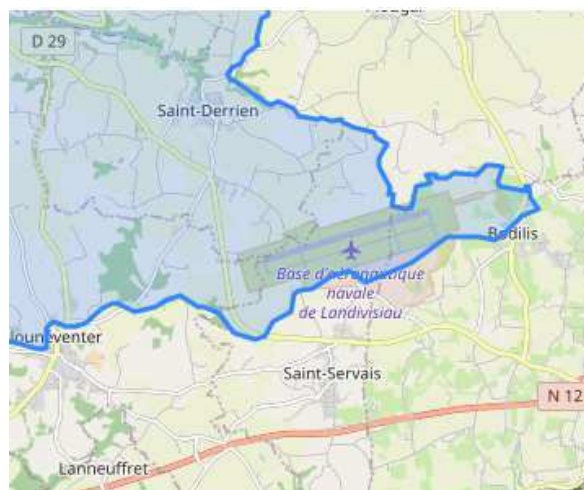 D 29
Saint-Derrien
Bodilis
Base d'aéronautique
navale
de Landivisiau
Saint-Servais
N 12
Lanneuffret